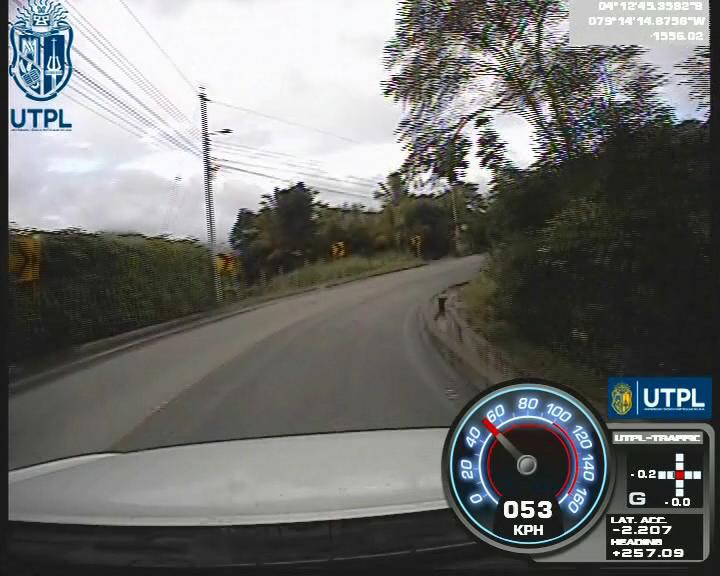 04°12'45.3582"S
079°14'14.8756"W
1556.02
UTPL
UTPL
0 20 40 60 80 100 120 140 160
053
KPH
UTPL-TRAFFIC
-0.2
G -0.0
LAT. ACC.
-2.207
HEADING
+257.09